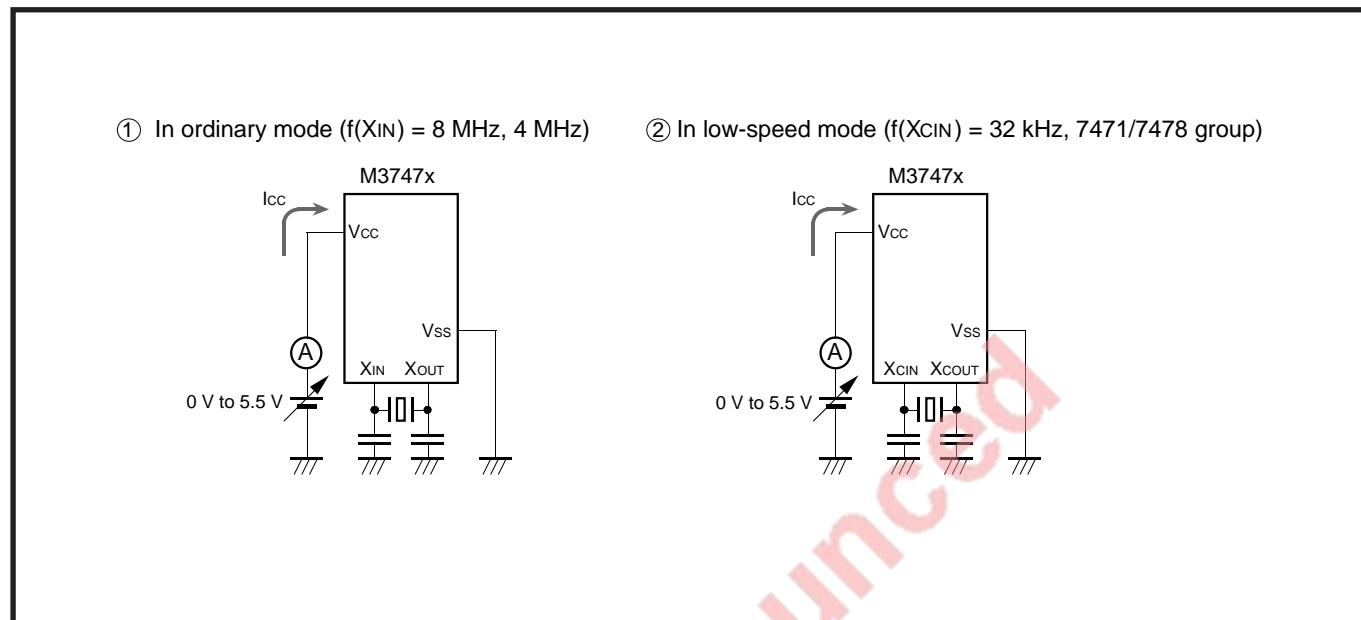 ① In ordinary mode (f(XIN) = 8 MHz, 4 MHz)
M3747x
Icc
Vcc
Vss
A
XIN XOUT
0 V to 5.5 V
② In low-speed mode (f(XCIN) = 32 kHz, 7471/7478 group)
M3747x
Icc
Vcc
Vss
A
XCIN XCOUT
0 V to 5.5 V
unced